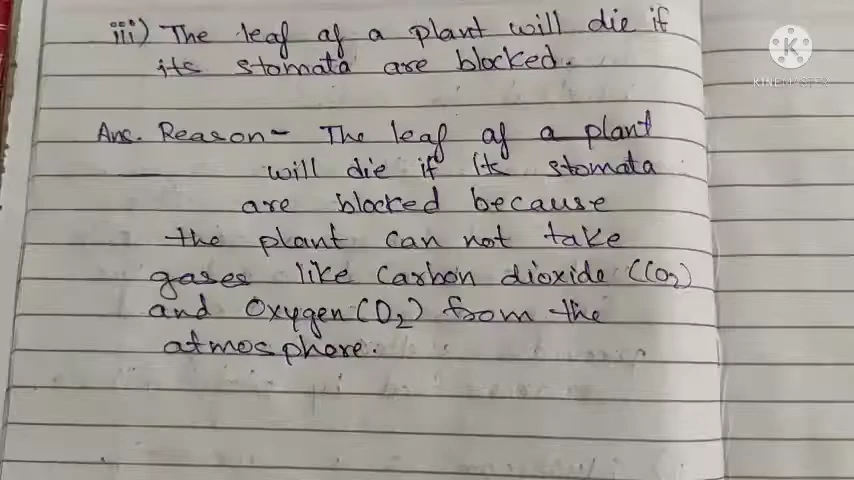 iii) The leaf of a plant will die if
its stomata are blocked.
Ans. Reason- The leaf of a plant
will die if its stomata
are blocked because
the plant can not take
gases like Carbon dioxide (CO2)
and Oxygen (O2) from the
atmosphore.
K
KINEMASTER